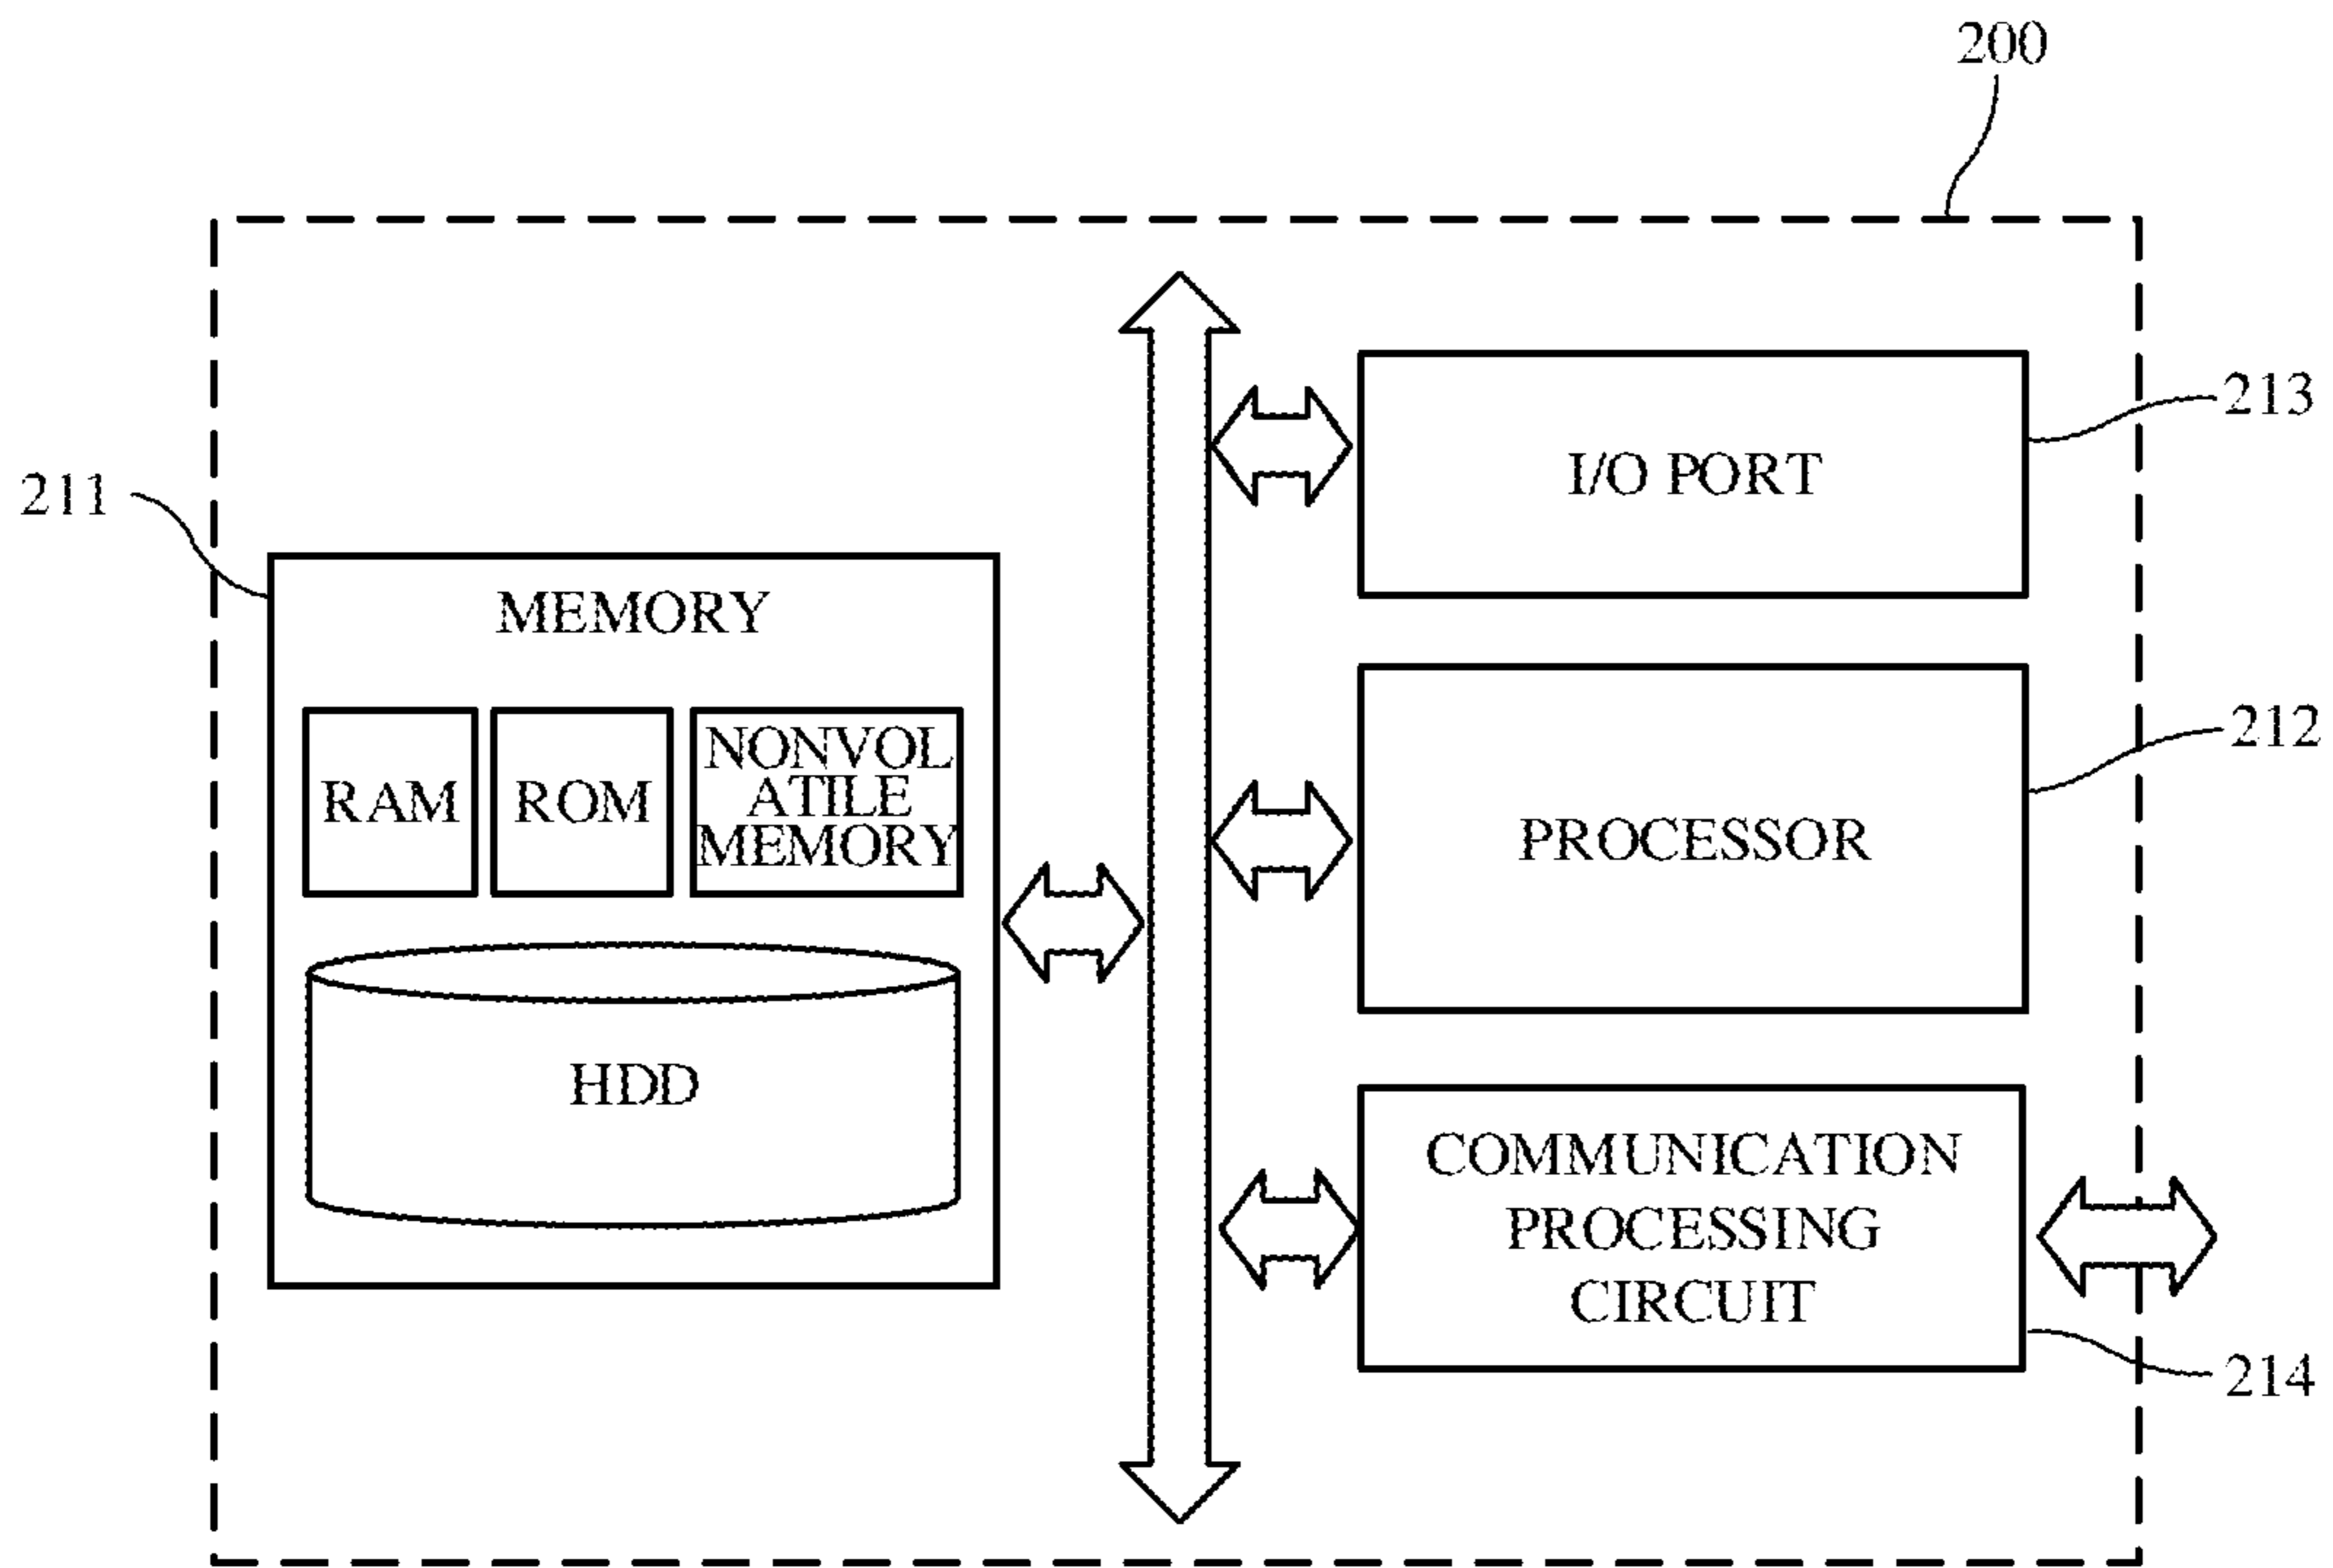 200
213
I/O PORT
211
MEMORY
RAM
ROM
NONVOL
ATILE
MEMORY
212
PROCESSOR
HDD
COMMUNICATION
PROCESSING
CIRCUIT
214